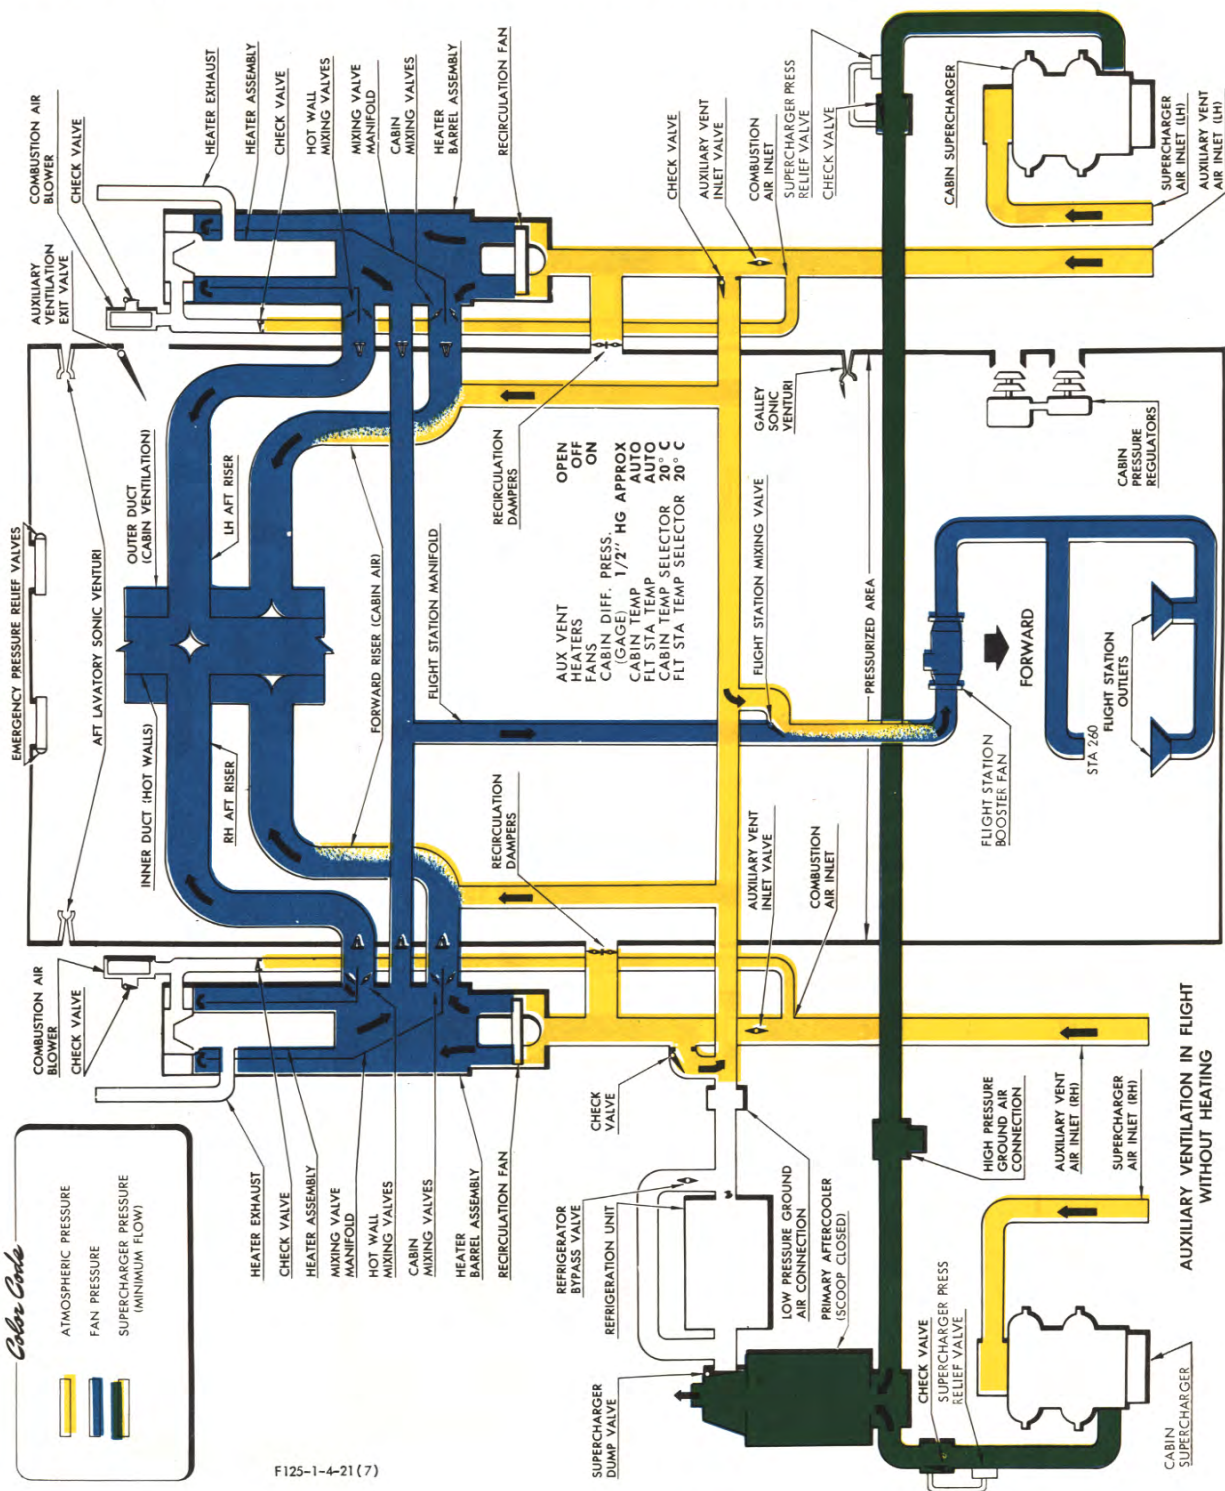 Color Code
ATMOSPHERIC PRESSURE
FAN PRESSURE
SUPERCHARGER PRESSURE
(MINIMUM FLOW)
EMERGENCY PRESSURE RELIEF VALVES
AFT LAVATORY SONIC VENTURI
AUXILIARY
VENTILATION
EXIT VALVE
COMBUSTION AIR
BLOWER
CHECK VALVE
HEATER EXHAUST
HEATER ASSEMBLY
CHECK VALVE
HOT WALL
MIXING VALVES
MIXING VALVE
MANIFOLD
CABIN
MIXING VALVES
HEATER
BARREL ASSEMBLY
RECIRCULATION FAN
OUTER DUCT
(CABIN VENTILATION)
LH AFT RISER
INNER DUCT (HOT WALLS)
RH AFT RISER
FORWARD RISER (CABIN AIR)
FLIGHT STATION MANIFOLD
RECIRCULATION
DAMPERS
AUX VENT OPEN
HEATERS OFF
FANS ON
CABIN DIFF. PRESS.
(GAGE) 1/2" HG APPROX
CABIN TEMP AUTO
FLT STA TEMP AUTO
CABIN TEMP SELECTOR 20° C
FLT STA TEMP SELECTOR 20° C
CHECK VALVE
AUXILIARY VENT
INLET VALVE
COMBUSTION
AIR INLET
SUPERCHARGER PRESS
RELIEF VALVE
CHECK VALVE
CABIN SUPERCHARGER
SUPERCHARGER
AIR INLET (LH)
AUXILIARY VENT
AIR INLET (LH)
GALLEY
SONIC
VENTURI
CABIN
PRESSURE
REGULATORS
FLIGHT STATION MIXING VALVE
PRESSURIZED AREA
FORWARD
FLIGHT STATION
OUTLETS
STA 260
FLIGHT STATION
BOOSTER FAN
COMBUSTION AIR
BLOWER
CHECK VALVE
HEATER EXHAUST
CHECK VALVE
HEATER ASSEMBLY
MIXING VALVE
MANIFOLD
HOT WALL
MIXING VALVES
CABIN
MIXING VALVES
HEATER
BARREL ASSEMBLY
RECIRCULATION FAN
RECIRCULATION
DAMPERS
AUXILIARY VENT
INLET VALVE
COMBUSTION
AIR INLET
CHECK
VALVE
REFRIGERATOR
BYPASS VALVE
REFRIGERATION UNIT
SUPERCHARGER
DUMP VALVE
LOW PRESSURE GROUND
AIR CONNECTION
PRIMARY AFTERCOOLER
(SCOOP CLOSED)
HIGH PRESSURE
GROUND AIR
CONNECTION
AUXILIARY VENT
AIR INLET (RH)
SUPERCHARGER
AIR INLET (RH)
CHECK VALVE
SUPERCHARGER PRESS
RELIEF VALVE
CABIN
SUPERCHARGER
AUXILIARY VENTILATION IN FLIGHT
WITHOUT HEATING
F125-1-4-21(7)